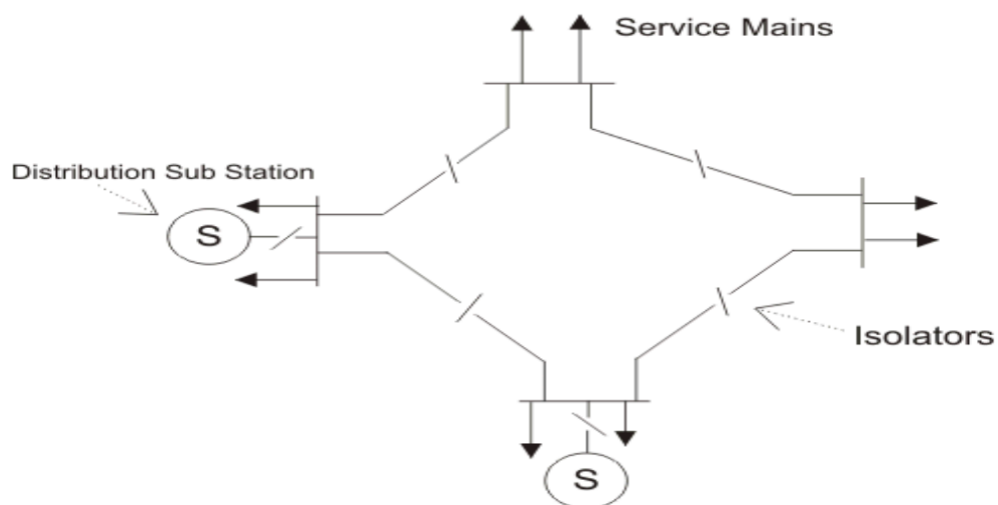 Service Mains
Distribution Sub Station
S
Isolators
S